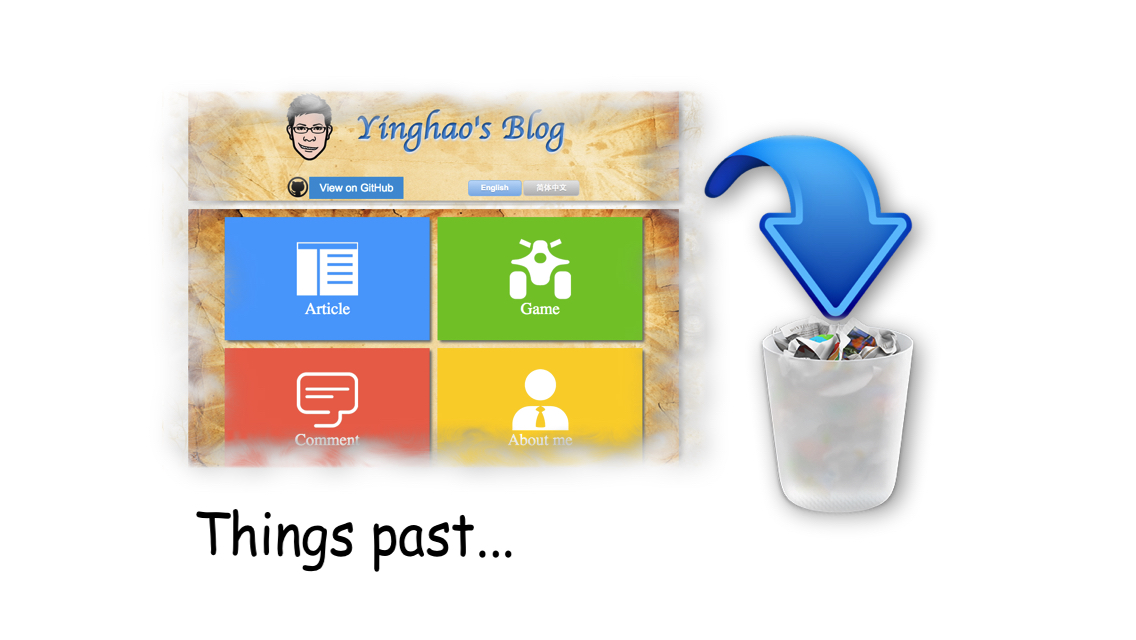 Yinghao's Blog
View on GitHub
English 简体中文
Article Game
Comment About me
Things past...